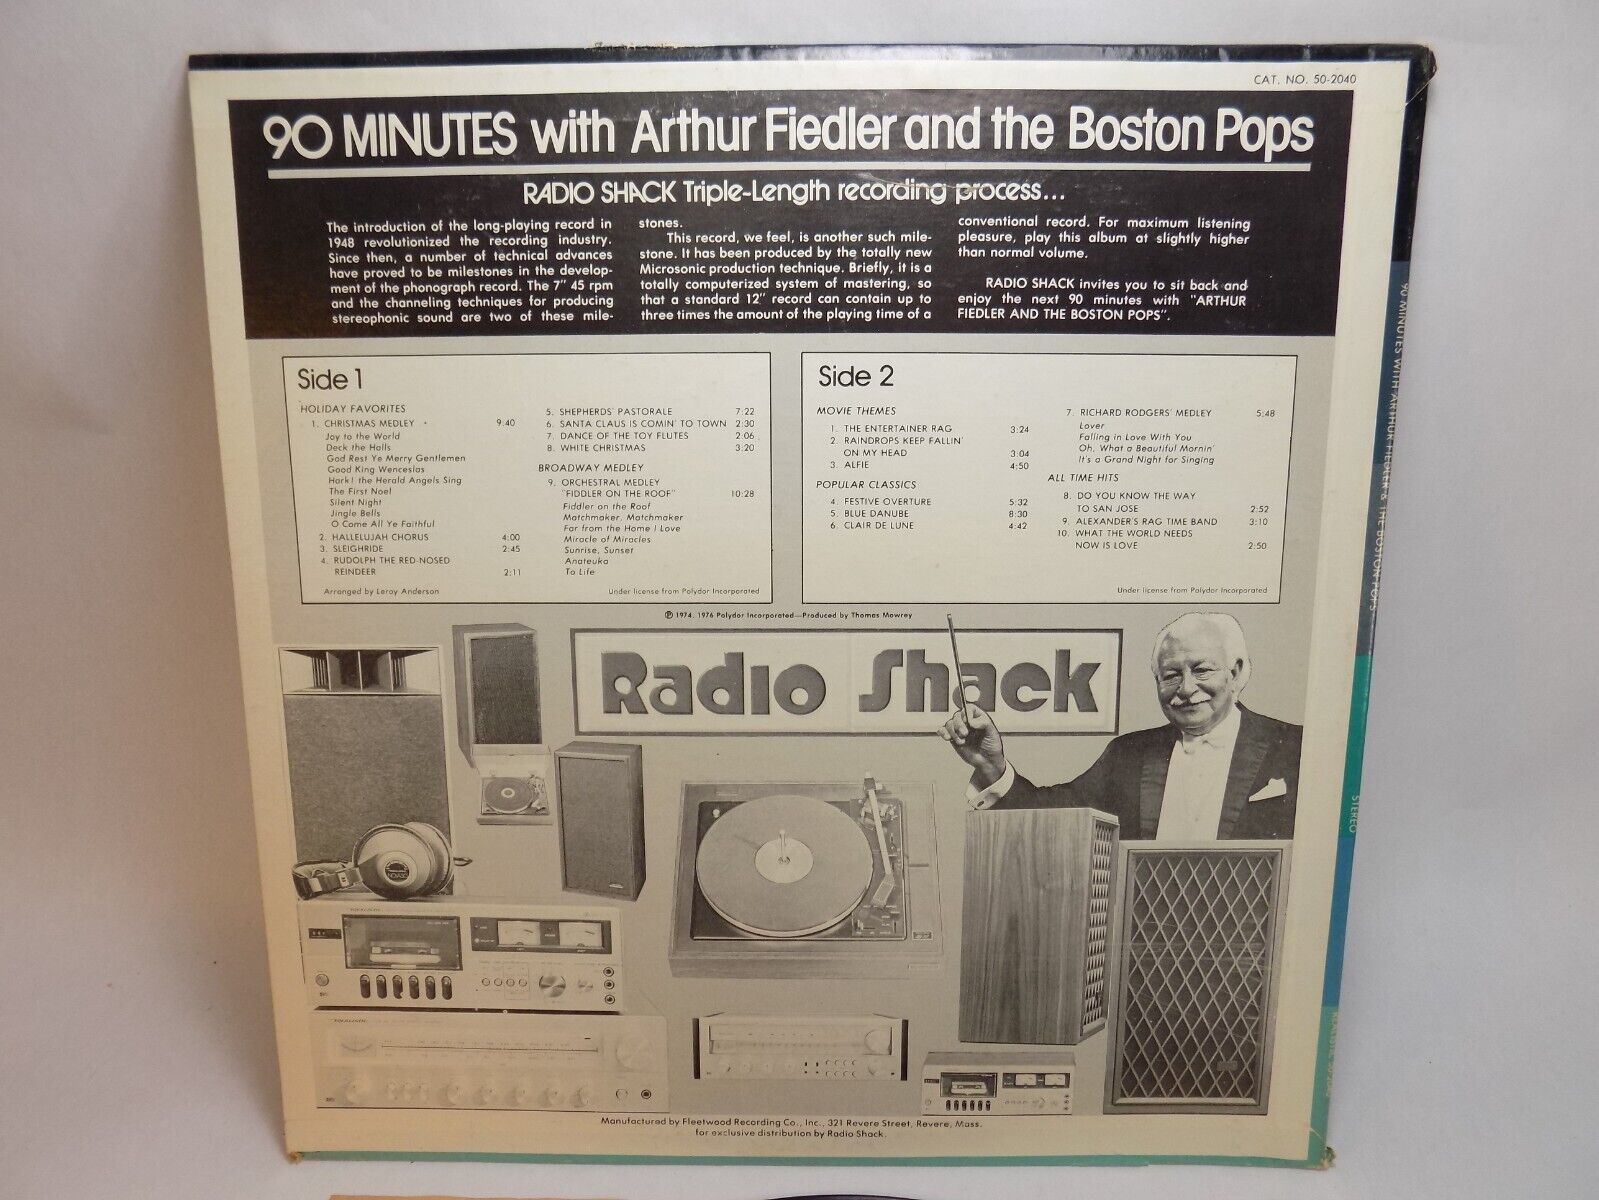 CAT. NO. 50-2040
90 MINUTES with Arthur Fiedler and the Boston Pops
RADIO SHACK Triple-Length recording process...
The introduction of the long-playing record in
1948 revolutionized the recording industry.
Since then, a number of technical advances
have proved to be milestones in the develop-
ment of the phonograph record. The 7" 45 rpm
and the channeling techniques for producing
stereophonic sound are two of these mile-
stones.
This record, we feel, is another such mile-
stone. It has been produced by the totally new
Microsonic production technique. Briefly, it is a
totally computerized system of mastering, so
that a standard 12" record can contain up to
three times the amount of the playing time of a
conventional record. For maximum listening
pleasure, play this album at slightly higher
than normal volume.
RADIO SHACK invites you to sit back and
enjoy the next 90 minutes with "ARTHUR
FIEDLER AND THE BOSTON POPS".
Side 1
HOLIDAY FAVORITES
1. CHRISTMAS MEDLEY 9:40
Joy to the World
Deck the Halls
God Rest Ye Merry Gentlemen
Good King Wenceslas
Hark! the Herald Angels Sing
The First Noel
Silent Night
Jingle Bells
O Come All Ye Faithful
2. HALLELUJAH CHORUS 4:00
3. SLEIGHRIDE 2:45
4. RUDOLPH THE RED-NOSED
REINDEER 2:11
Arranged by Leroy Anderson
5. SHEPHERDS' PASTORALE 7:22
6. SANTA CLAUS IS COMIN' TO TOWN 2:30
7. DANCE OF THE TOY FLUTES 2:06
8. WHITE CHRISTMAS 3:20
BROADWAY MEDLEY
9. ORCHESTRAL MEDLEY
"FIDDLER ON THE ROOF" 10:28
Fiddler on the Roof
Matchmaker, Matchmaker
Far from the Home I Love
Miracle of Miracles
Sunrise, Sunset
Anateuka
To Life
Under license from Polydor Incorporated
Side 2
MOVIE THEMES
1. THE ENTERTAINER RAG 3:24
2. RAINDROPS KEEP FALLIN'
ON MY HEAD 3:04
3. ALFIE 4:50
POPULAR CLASSICS
4. FESTIVE OVERTURE 5:32
5. BLUE DANUBE 8:30
6. CLAIR DE LUNE 4:42
7. RICHARD RODGERS' MEDLEY 5:48
Lover
Falling in Love With You
Oh, What a Beautiful Mornin'
It's a Grand Night for Singing
ALL TIME HITS
8. DO YOU KNOW THE WAY
TO SAN JOSE 2:52
9. ALEXANDER'S RAG TIME BAND 3:10
10. WHAT THE WORLD NEEDS
NOW IS LOVE 2:50
Under license from Polydor Incorporated
℗ 1974, 1976 Polydor Incorporated—Produced by Thomas Mowrey
Radio Shack
NOVA
REALISTIC
REALISTIC
Manufactured by Fleetwood Recording Co., Inc., 321 Revere Street, Revere, Mass.
for exclusive distribution by Radio Shack.
90 MINUTES WITH ARTHUR FIEDLER & THE BOSTON POPS
STEREO